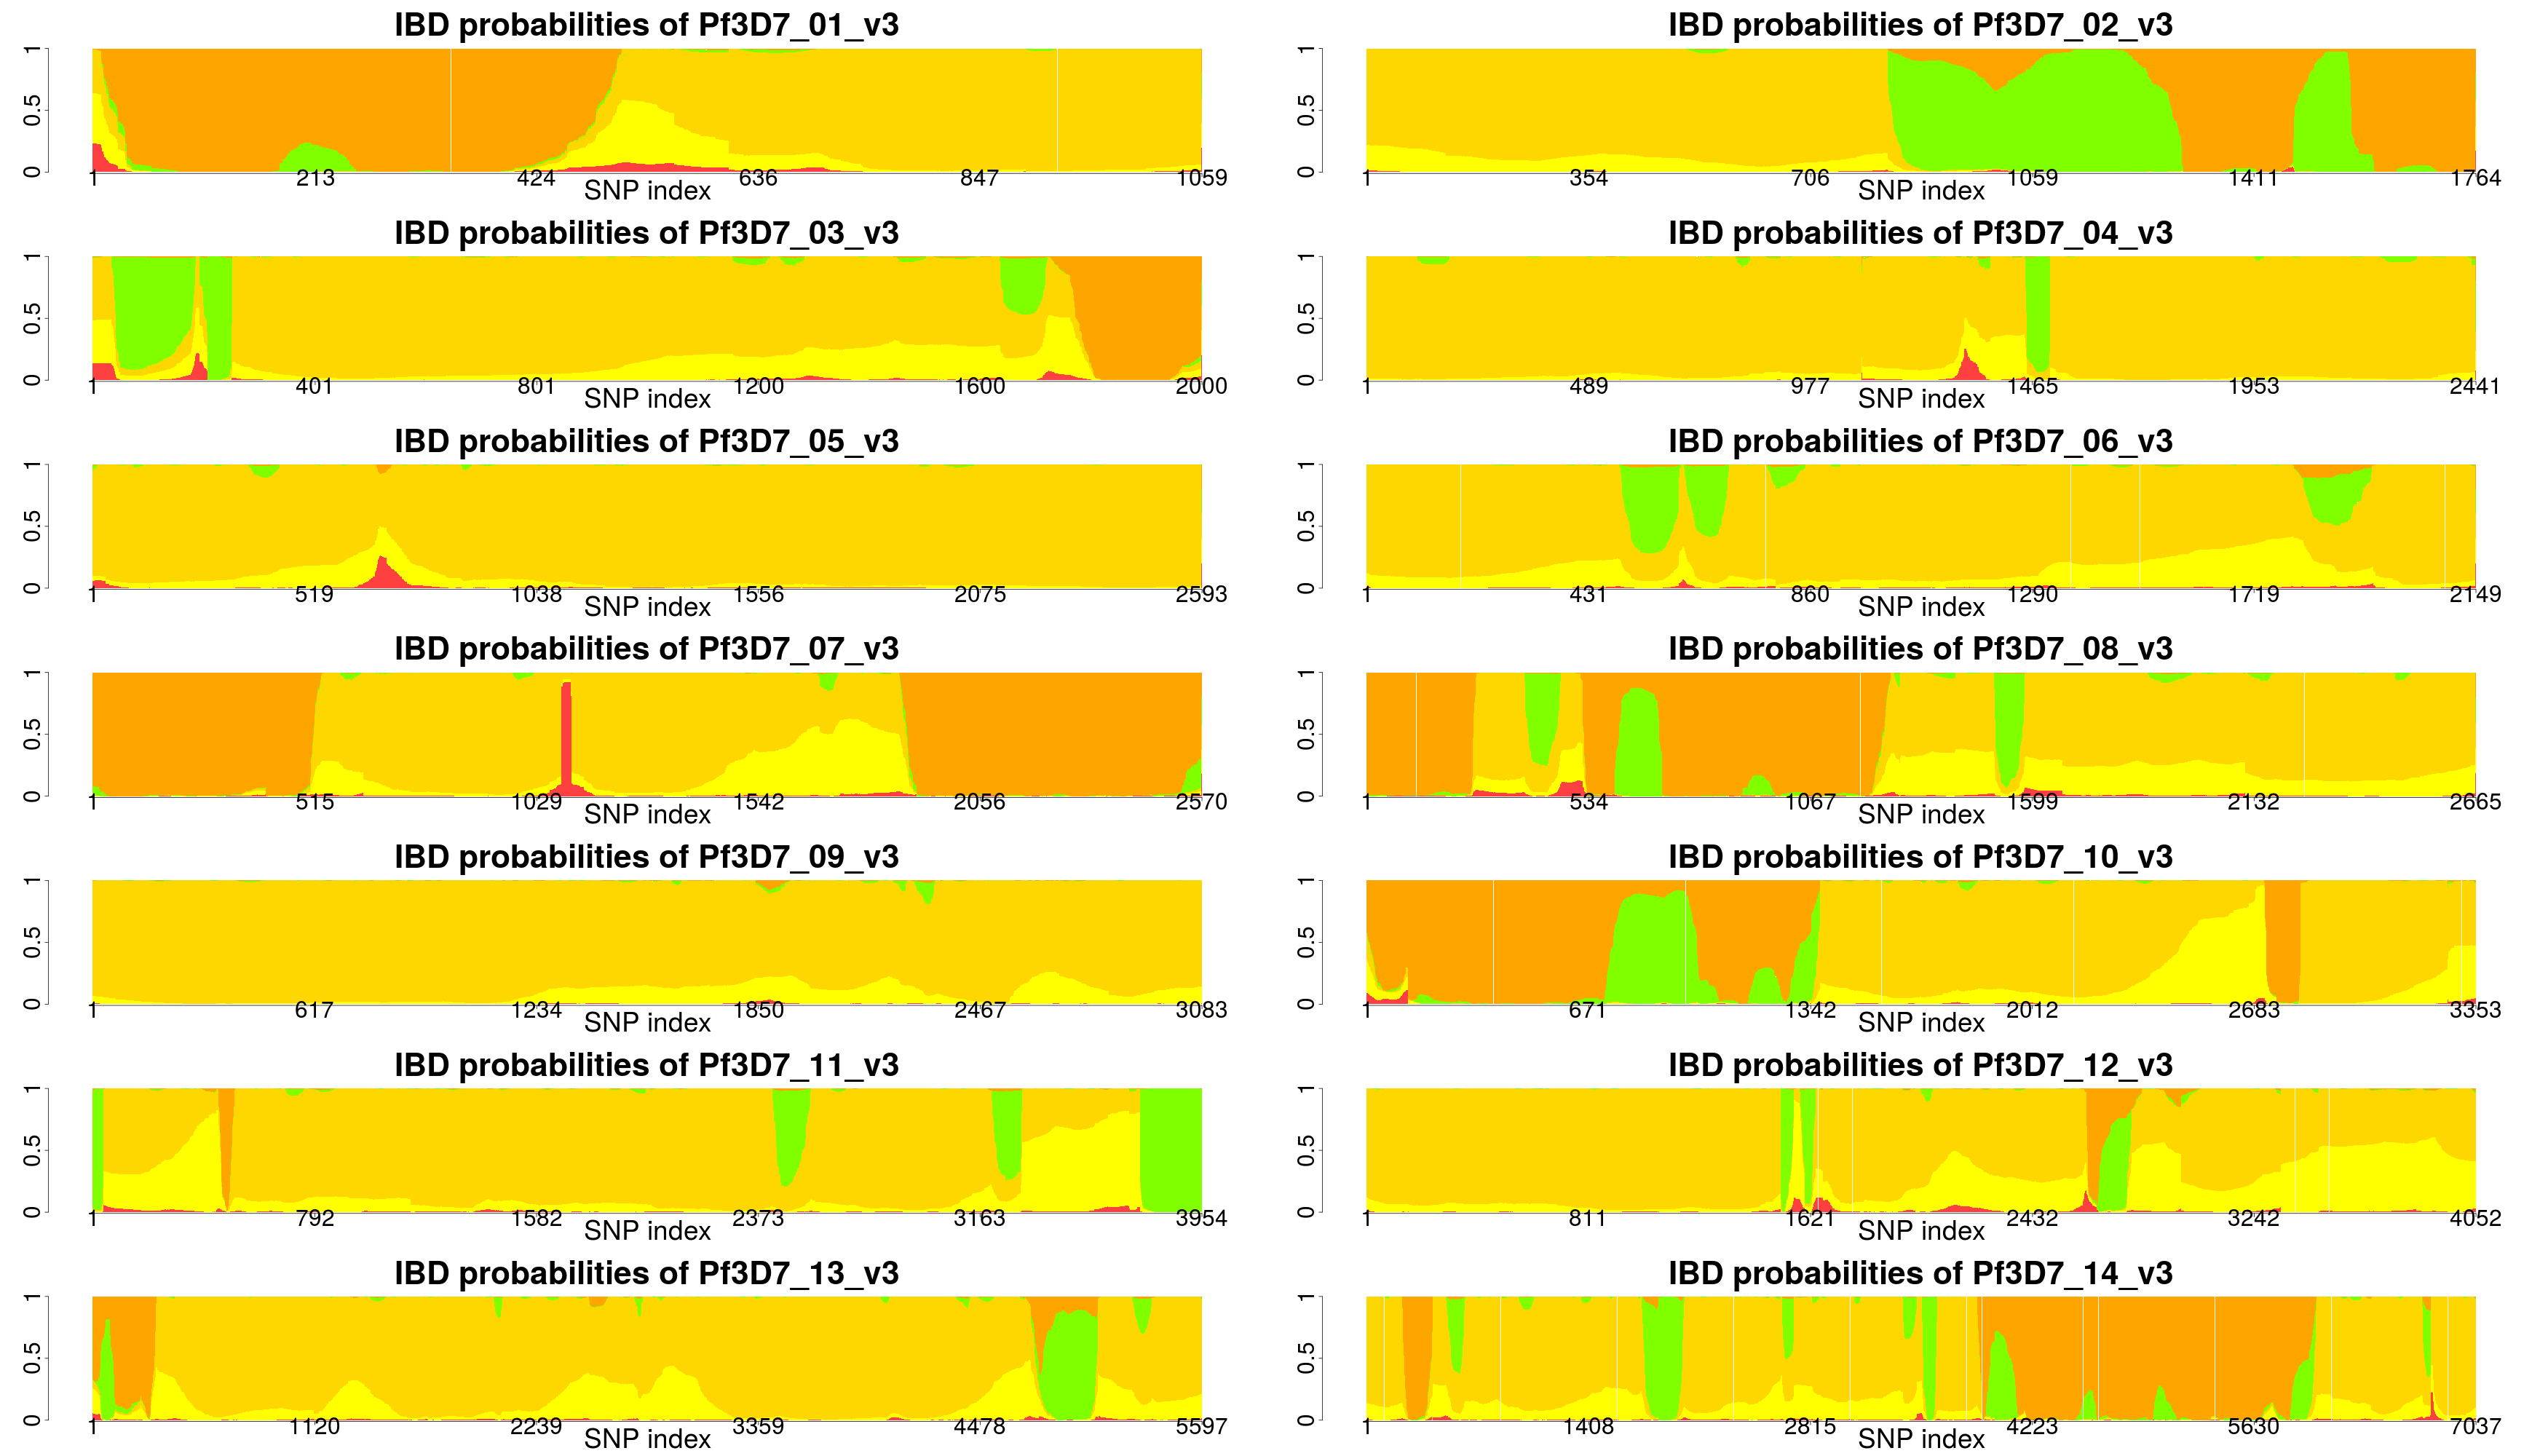 IBD probabilities of Pf3D7_01_v3
0 0.5 1
1 213 424 636 847 1059
SNP index
IBD probabilities of Pf3D7_02_v3
0 0.5 1
1 354 706 1059 1411 1764
SNP index
IBD probabilities of Pf3D7_03_v3
0 0.5 1
1 401 801 1200 1600 2000
SNP index
IBD probabilities of Pf3D7_04_v3
0 0.5 1
1 489 977 1465 1953 2441
SNP index
IBD probabilities of Pf3D7_05_v3
0 0.5 1
1 519 1038 1556 2075 2593
SNP index
IBD probabilities of Pf3D7_06_v3
0 0.5 1
1 431 860 1290 1719 2149
SNP index
IBD probabilities of Pf3D7_07_v3
0 0.5 1
1 515 1029 1542 2056 2570
SNP index
IBD probabilities of Pf3D7_08_v3
0 0.5 1
1 534 1067 1599 2132 2665
SNP index
IBD probabilities of Pf3D7_09_v3
0 0.5 1
1 617 1234 1850 2467 3083
SNP index
IBD probabilities of Pf3D7_10_v3
0 0.5 1
1 671 1342 2012 2683 3353
SNP index
IBD probabilities of Pf3D7_11_v3
0 0.5 1
1 792 1582 2373 3163 3954
SNP index
IBD probabilities of Pf3D7_12_v3
0 0.5 1
1 811 1621 2432 3242 4052
SNP index
IBD probabilities of Pf3D7_13_v3
0 0.5 1
1 1120 2239 3359 4478 5597
SNP index
IBD probabilities of Pf3D7_14_v3
0 0.5 1
1 1408 2815 4223 5630 7037
SNP index